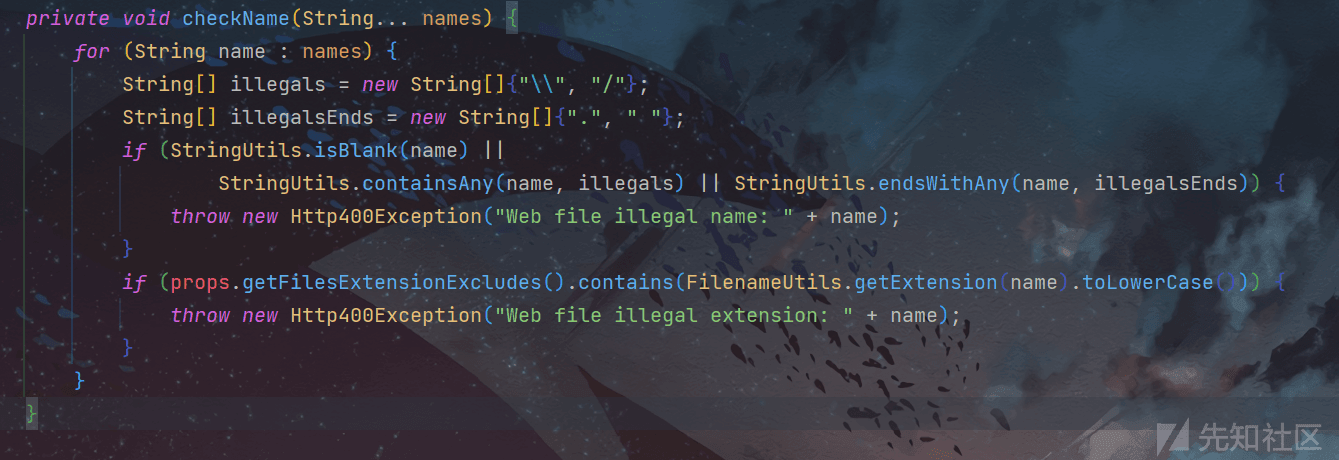 private void checkName(String... names) {
    for (String name : names) {
        String[] illegals = new String[]{"\\", "/"};
        String[] illegalsEnds = new String[]{".", " "};
        if (StringUtils.isBlank(name) ||
                StringUtils.containsAny(name, illegals) || StringUtils.endsWithAny(name, illegalsEnds)) {
            throw new Http400Exception("Web file illegal name: " + name);
        }
        if (props.getFilesExtensionExcludes().contains(FilenameUtils.getExtension(name).toLowerCase())) {
            throw new Http400Exception("Web file illegal extension: " + name);
        }
    }
}
先知社区